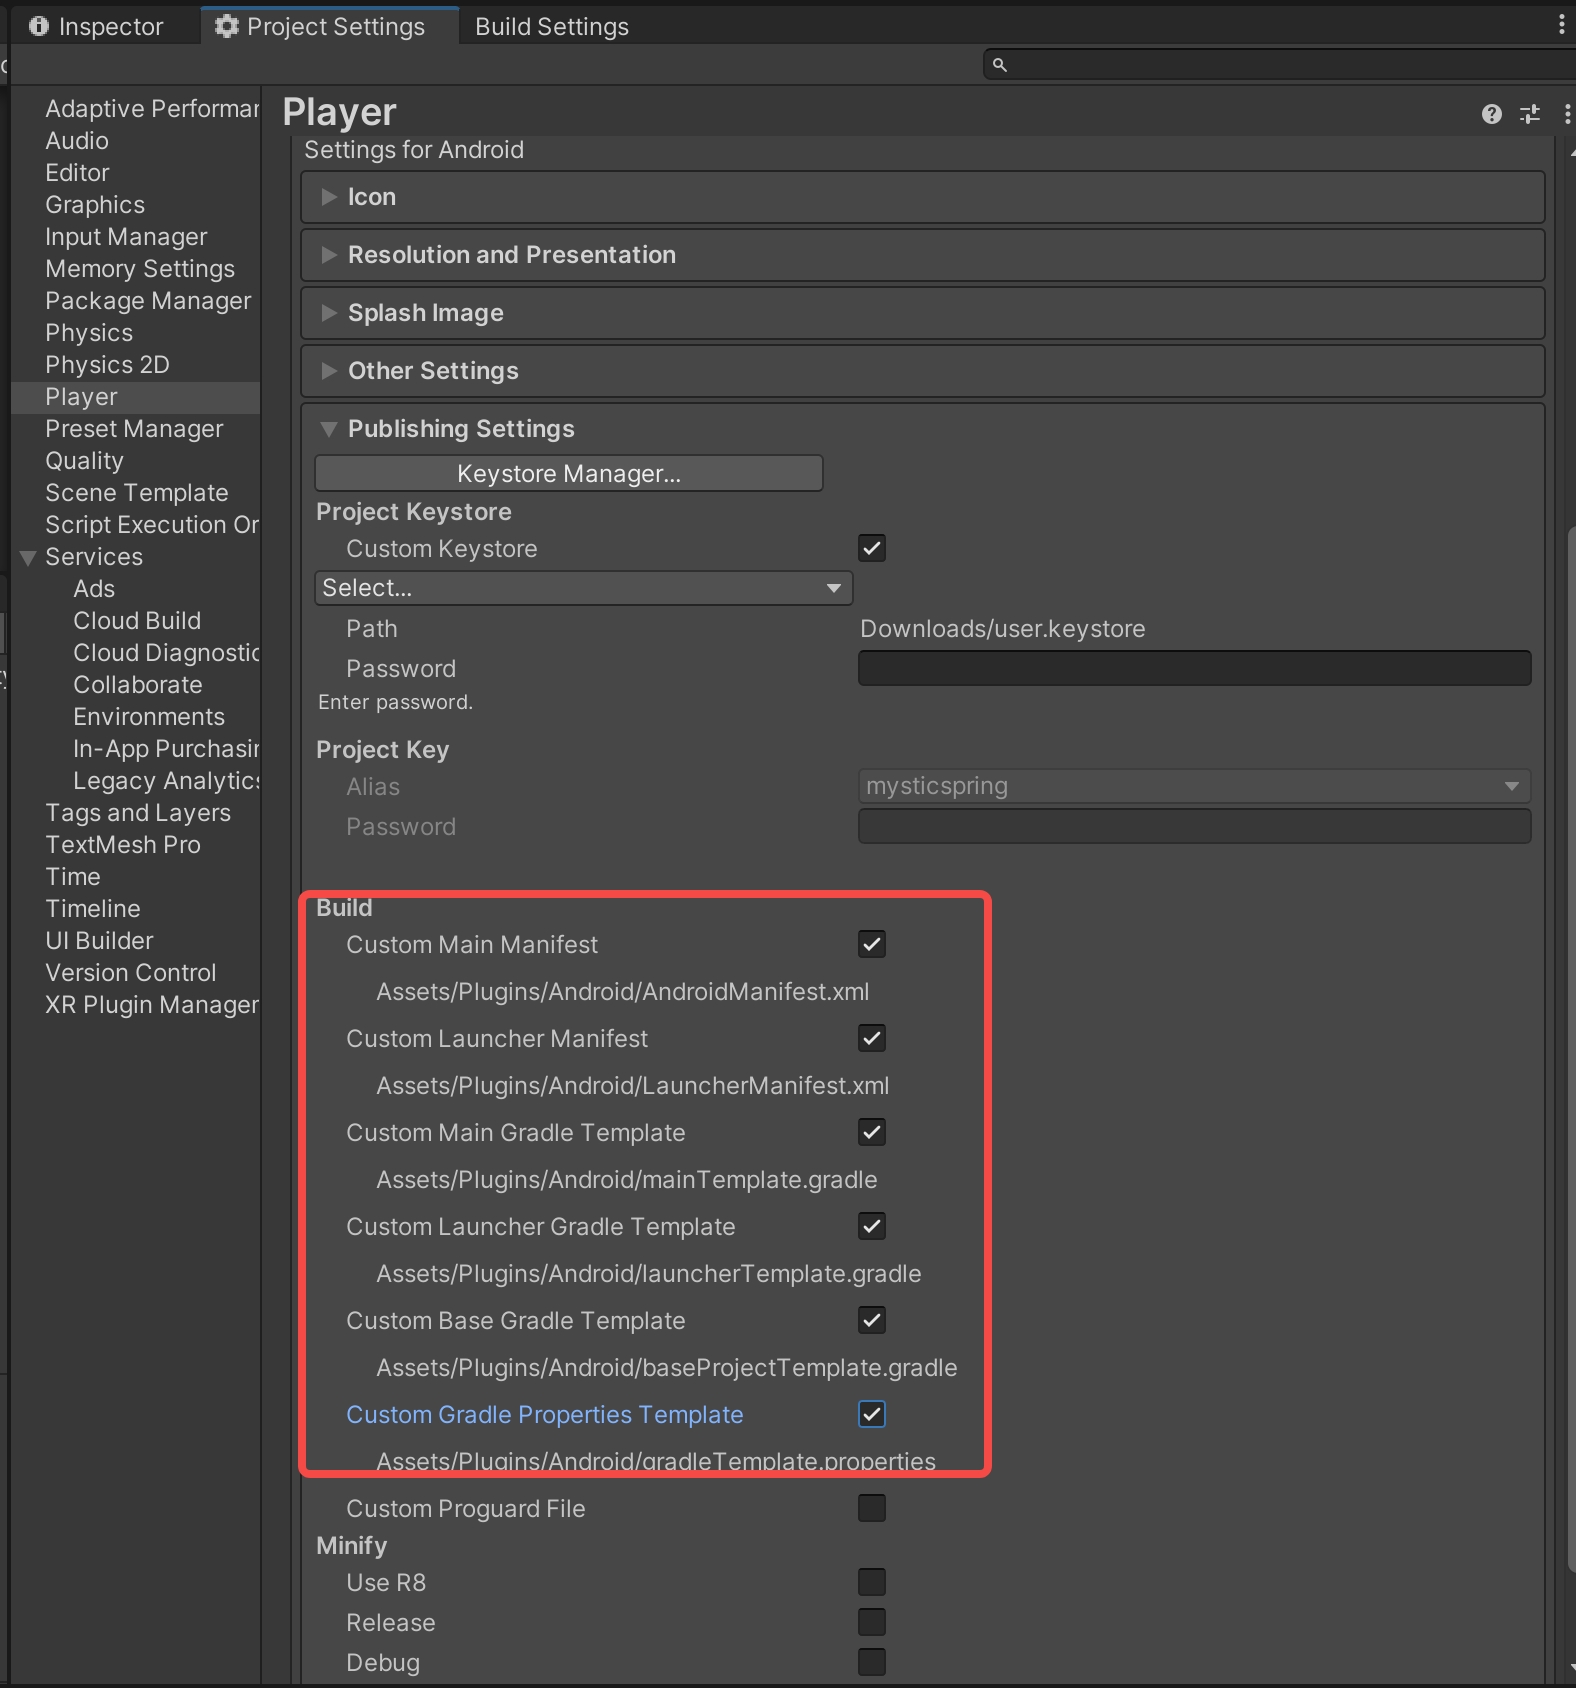 Inspector
Project Settings
Build Settings
Adaptive Performan
Audio
Editor
Graphics
Input Manager
Memory Settings
Package Manager
Physics
Physics 2D
Player
Preset Manager
Quality
Scene Template
Script Execution Or
Services
Ads
Cloud Build
Cloud Diagnostic
Collaborate
Environments
In-App Purchasin
Legacy Analytics
Tags and Layers
TextMesh Pro
Time
Timeline
UI Builder
Version Control
XR Plugin Manager
Player
Settings for Android
Icon
Resolution and Presentation
Splash Image
Other Settings
Publishing Settings
Keystore Manager...
Project Keystore
Custom Keystore
Select...
Path Downloads/user.keystore
Password
Enter password.
Project Key
Alias mysticspring
Password
Build
Custom Main Manifest
Assets/Plugins/Android/AndroidManifest.xml
Custom Launcher Manifest
Assets/Plugins/Android/LauncherManifest.xml
Custom Main Gradle Template
Assets/Plugins/Android/mainTemplate.gradle
Custom Launcher Gradle Template
Assets/Plugins/Android/launcherTemplate.gradle
Custom Base Gradle Template
Assets/Plugins/Android/baseProjectTemplate.gradle
Custom Gradle Properties Template
Assets/Plugins/Android/gradleTemplate.properties
Custom Proguard File
Minify
Use R8
Release
Debug